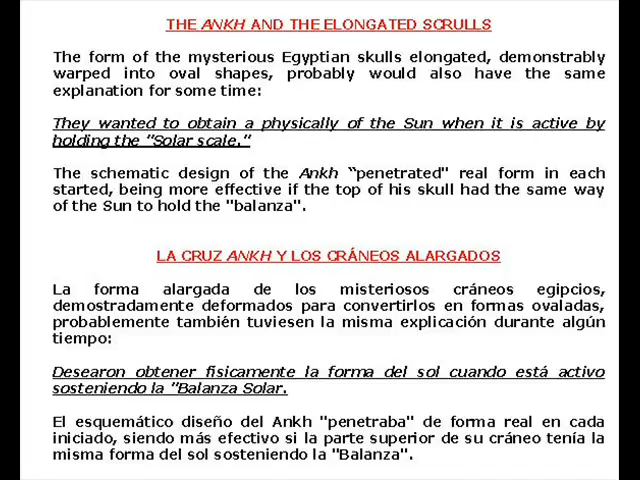 THE ANKH AND THE ELONGATED SCRULLS
The form of the mysterious Egyptian skulls elongated, demonstrably
warped into oval shapes, probably would also have the same
explanation for some time:
They wanted to obtain a physically of the Sun when it is active by
holding the "Solar scale."
The schematic design of the Ankh "penetrated" real form in each
started, being more effective if the top of his skull had the same way
of the Sun to hold the "balanza".
LA CRUZ ANKH Y LOS CRÁNEOS ALARGADOS
La forma alargada de los misteriosos cráneos egipcios,
demostradamente deformados para convertirlos en formas ovaladas,
probablemente también tuviesen la misma explicación durante algún
tiempo:
Desearon obtener fisicamente la forma del sol cuando está activo
sosteniendo la "Balanza Solar.
El esquemático diseño del Ankh "penetraba" de forma real en cada
iniciado, siendo más efectivo si la parte superior de su cráneo tenía la
misma forma del sol sosteniendo la "Balanza".